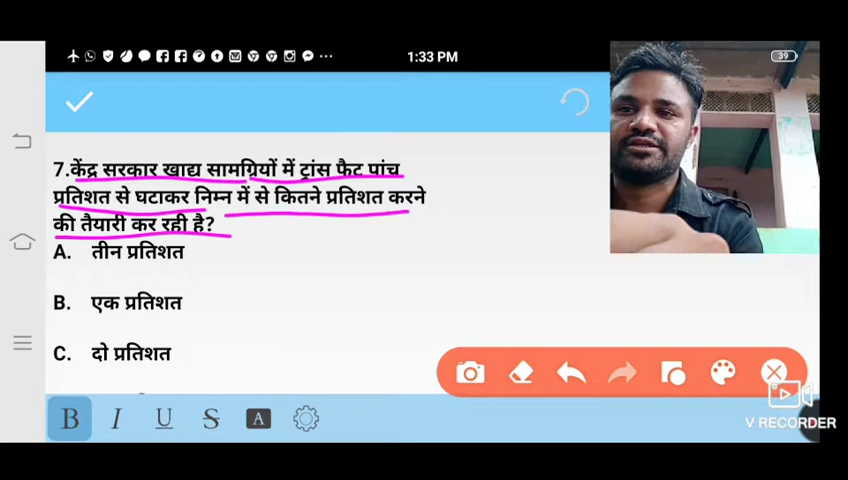 1:33 PM
39
7.केंद्र सरकार खाद्य सामग्रियों में ट्रांस फैट पांच
प्रतिशत से घटाकर निम्न में से कितने प्रतिशत करने
की तैयारी कर रही है?
A. तीन प्रतिशत
B. एक प्रतिशत
C. दो प्रतिशत
B I U S A
V RECORDER